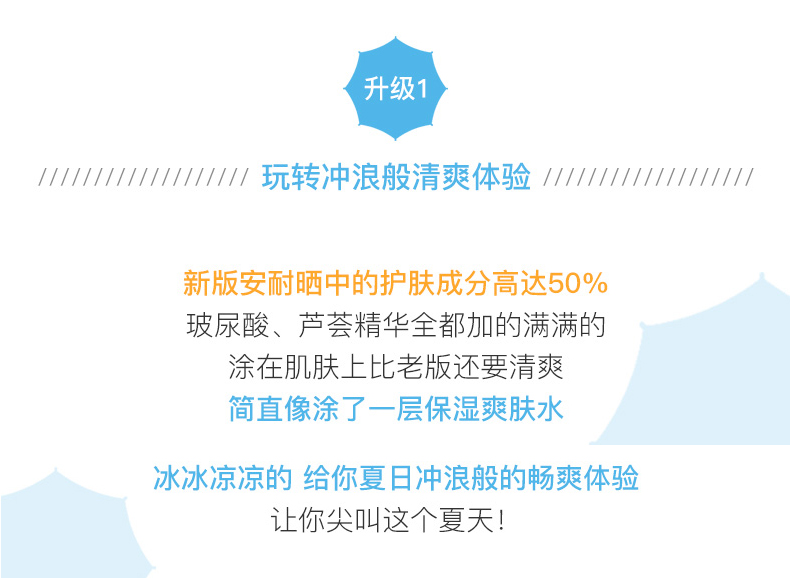 升级1
玩转冲浪般清爽体验
新版安耐晒中的护肤成分高达50%
玻尿酸、芦荟精华全都加的满满的
涂在肌肤上比老版还要清爽
简直像涂了一层保湿爽肤水
冰冰凉凉的 给你夏日冲浪般的畅爽体验
让你尖叫这个夏天！